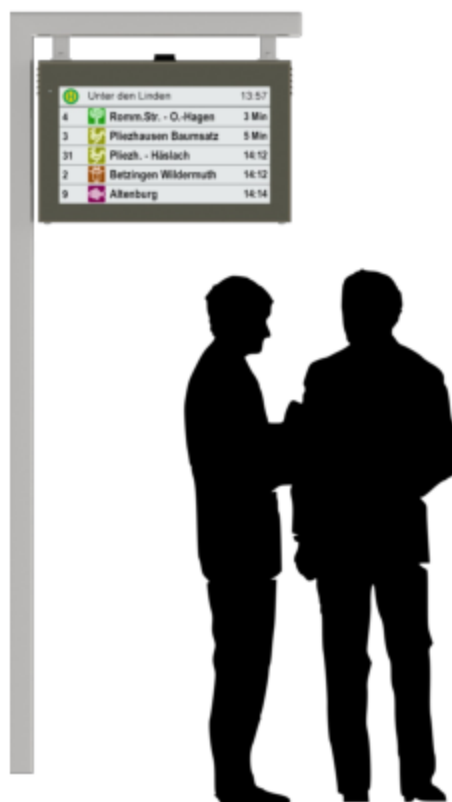 H Unter den Linden 13:57
4 Romm.Str. - O.-Hagen 3 Min
3 Pliezhausen Baumsatz 5 Min
31 Pliezh. - Häslach 14:12
2 Betzingen Wildermuth 14:12
9 Altenburg 14:14